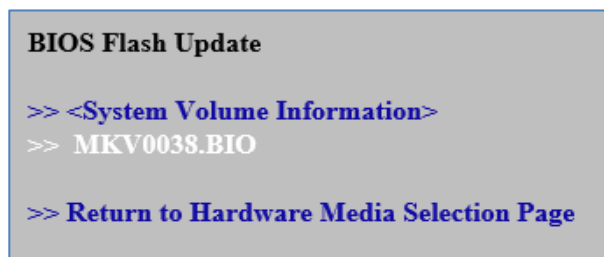 BIOS Flash Update
>> <System Volume Information>
>> MKV0038.BIO
>> Return to Hardware Media Selection Page